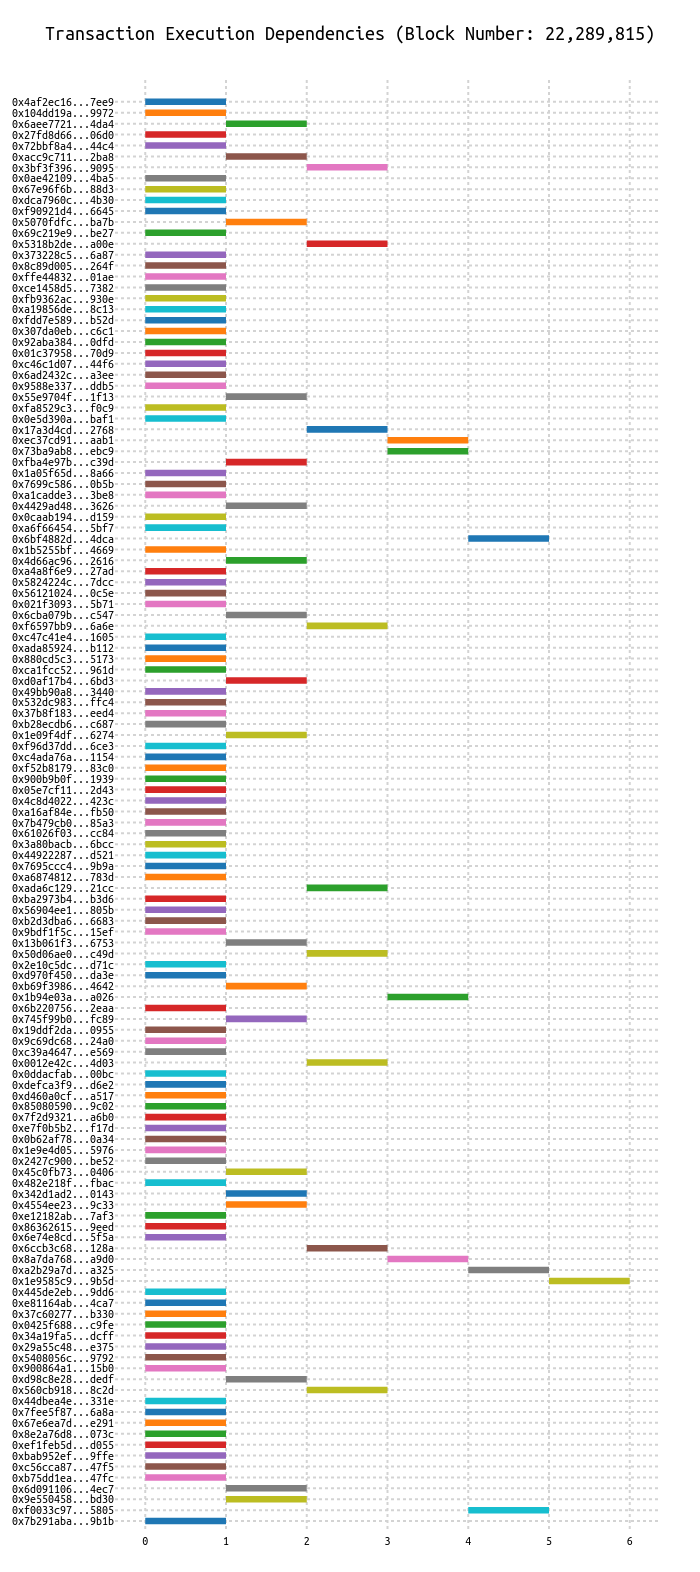 Transaction Execution Dependencies (Block Number: 22,289,815)
0x4af2ec16...7ee9
0x104dd19a...9972
0x6aee7721...4da4
0x27fd8d66...06d0
0x72bbf8a4...44c4
0xacc9c711...2ba8
0x3bf3f396...9095
0x0ae42109...4ba5
0x67e96f6b...88d3
0xdca7960c...4b30
0xf90921d4...6645
0x5070fdfc...ba7b
0x69c219e9...be27
0x5318b2de...a00e
0x373228c5...6a87
0x8c89d005...264f
0xffe44832...01ae
0xce1458d5...7382
0xfb9362ac...930e
0xa19856de...8c13
0xfdd7e589...b52d
0x307da0eb...c6c1
0x92aba384...0dfd
0x01c37958...70d9
0xc46c1d07...44f6
0x6ad2432c...a3ee
0x9588e337...ddb5
0x55e9704f...1f13
0xfa8529c3...f0c9
0x0e5d390a...baf1
0x17a3d4cd...2768
0xec37cd91...aab1
0x73ba9ab8...ebc9
0xfba4e97b...c39d
0x1a05f65d...8a66
0x7699c586...0b5b
0xa1cadde3...3be8
0x4429ad48...3626
0x0caab194...d159
0xa6f66454...5bf7
0x6bf4882d...4dca
0x1b5255bf...4669
0x4d66ac96...2616
0xa4a8f6e9...27ad
0x5824224c...7dcc
0x56121024...0c5e
0x021f3093...5b71
0x6cba079b...c547
0xf6597bb9...6a6e
0xc47c41e4...1605
0xada85924...b112
0x880cd5c3...5173
0xca1fcc52...961d
0xd0af17b4...6bd3
0x49bb90a8...3440
0x532dc983...ffc4
0x37b8f183...eed4
0xb28ecdb6...c687
0x1e09f4df...6274
0xf96d37dd...6ce3
0xc4ada76a...1154
0xf52b8179...83c0
0x900b9b0f...1939
0x05e7cf11...2d43
0x4c8d4022...423c
0xa16af84e...fb50
0x7b479cb0...85a3
0x61026f03...cc84
0x3a80bacb...6bcc
0x44922287...d521
0x7695ccc4...9b9a
0xa6874812...783d
0xada6c129...21cc
0xba2973b4...b3d6
0x56904ee1...805b
0xb2d3dba6...6683
0x9bdf1f5c...15ef
0x13b061f3...6753
0x50d06ae0...c49d
0x2e10c5dc...d71c
0xd970f450...da3e
0xb69f3986...4642
0x1b94e03a...a026
0x6b220756...2eaa
0x745f99b0...fc89
0x19ddf2da...0955
0x9c69dc68...24a0
0xc39a4647...e569
0x0012e42c...4d03
0x0ddacfab...00bc
0xdefca3f9...d6e2
0xd460a0cf...a517
0x85080590...9c02
0x7f2d9321...a6b0
0xe7f0b5b2...f17d
0x0b62af78...0a34
0x1e9e4d05...5976
0x2427c900...be52
0x45c0fb73...0406
0x482e218f...fbac
0x342d1ad2...0143
0x4554ee23...9c33
0xe12182ab...7af3
0x86362615...9eed
0x6e74e8cd...5f5a
0x6ccb3c68...128a
0x8a7da768...a9d0
0xa2b29a7d...a325
0x1e9585c9...9b5d
0x445de2eb...9dd6
0xe81164ab...4ca7
0x37c60277...b330
0x0425f688...c9fe
0x34a19fa5...dcff
0x29a55c48...e375
0x5408056c...9792
0x900864a1...15b0
0xd98c8e28...dedf
0x560cb918...8c2d
0x44dbea4e...331e
0x7fee5f87...6a8a
0x67e6ea7d...e291
0x8e2a76d8...073c
0xef1feb5d...d055
0xbab952ef...9ffe
0xc56cca87...47f5
0xb75dd1ea...47fc
0x6d091106...4ec7
0x9e550458...bd30
0xf0033c97...5805
0x7b291aba...9b1b
0 1 2 3 4 5 6